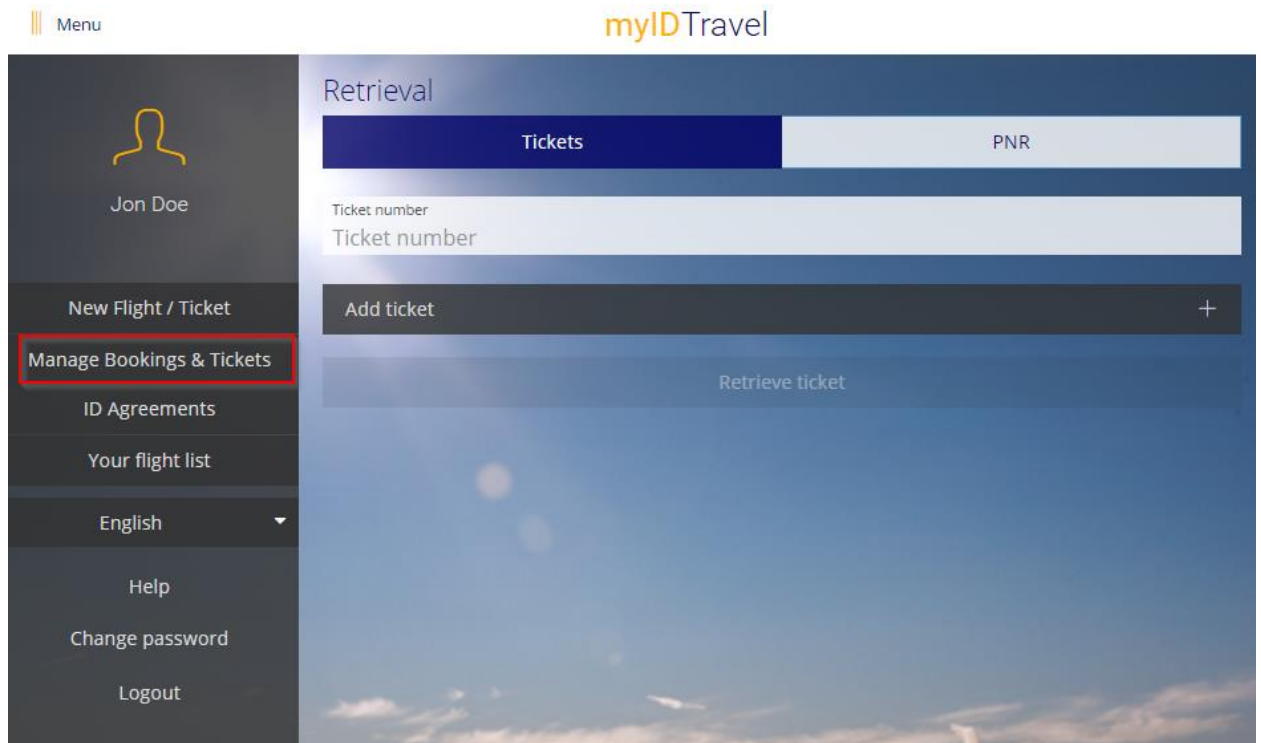 Menu
myIDTravel
Jon Doe
New Flight / Ticket
Manage Bookings & Tickets
ID Agreements
Your flight list
English
Help
Change password
Logout
Retrieval
Tickets
PNR
Ticket number
Ticket number
Add ticket +
Retrieve ticket